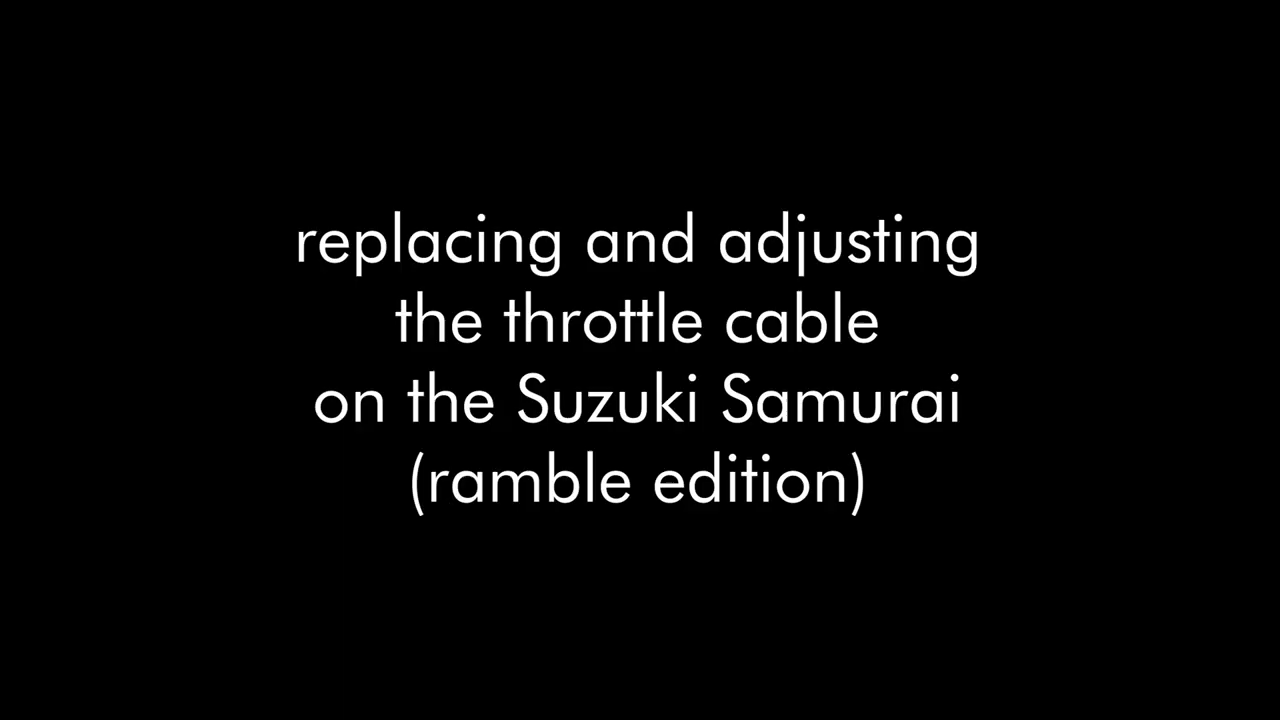 replacing and adjusting
the throttle cable
on the Suzuki Samurai
(ramble edition)